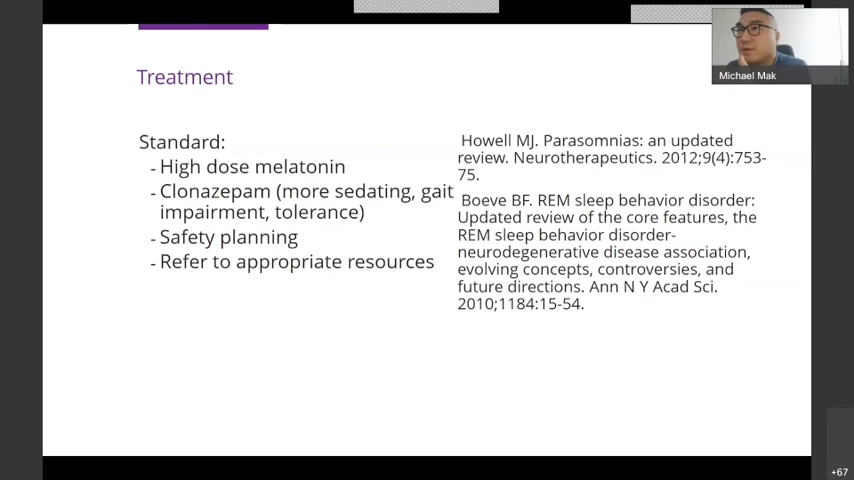 Michael Mak
Treatment
Standard:
- High dose melatonin
- Clonazepam (more sedating, gait
impairment, tolerance)
- Safety planning
- Refer to appropriate resources
Howell MJ. Parasomnias: an updated
review. Neurotherapeutics. 2012;9(4):753-
75.
Boeve BF. REM sleep behavior disorder:
Updated review of the core features, the
REM sleep behavior disorder-
neurodegenerative disease association,
evolving concepts, controversies, and
future directions. Ann N Y Acad Sci.
2010;1184:15-54.
+67